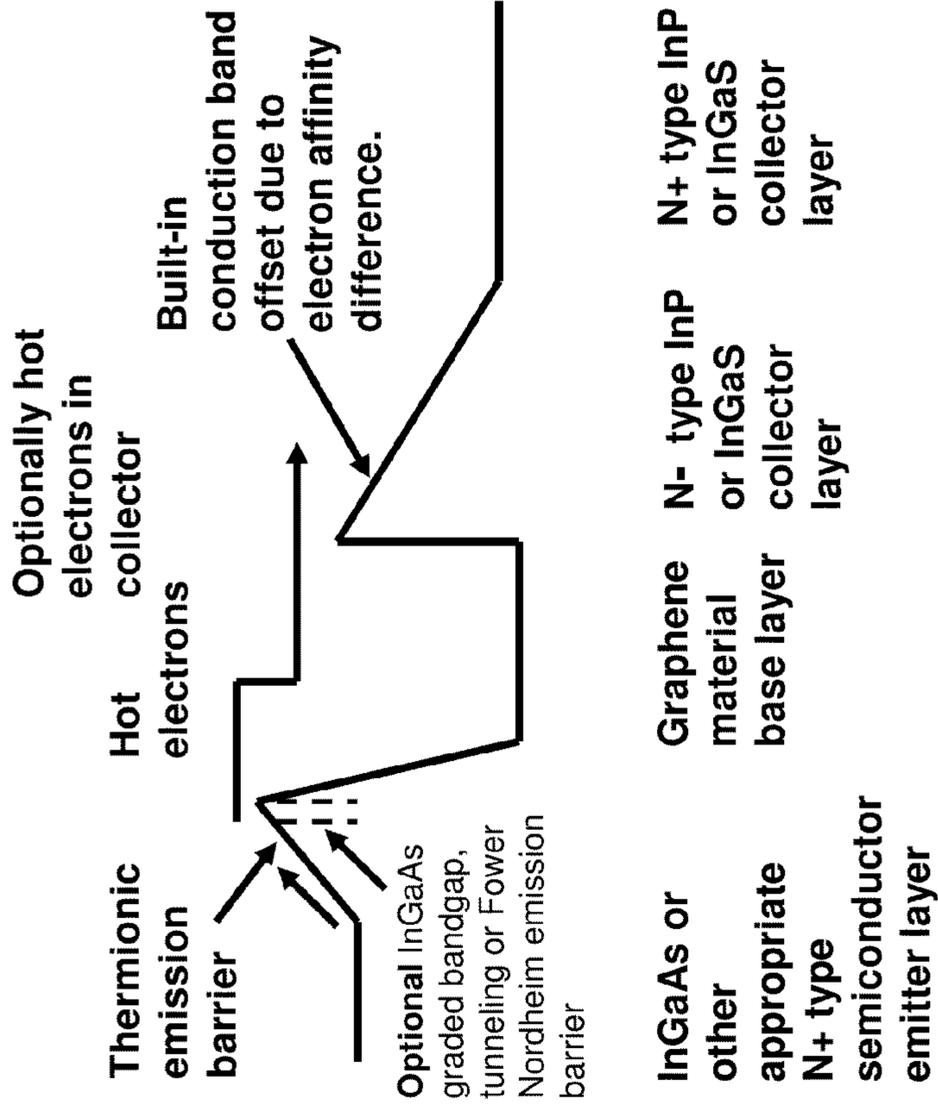 Optionally hot
electrons in
collector
Hot
electrons
Thermionic
emission
barrier
Built-in
conduction band
offset due to
electron affinity
difference.
Optional InGaAs
graded bandgap,
tunneling or Fower
Nordheim emission
barrier
InGaAs or
other
appropriate
N+ type
semiconductor
emitter layer
Graphene
material
base layer
N- type InP
or InGaS
collector
layer
N+ type InP
or InGaS
collector
layer